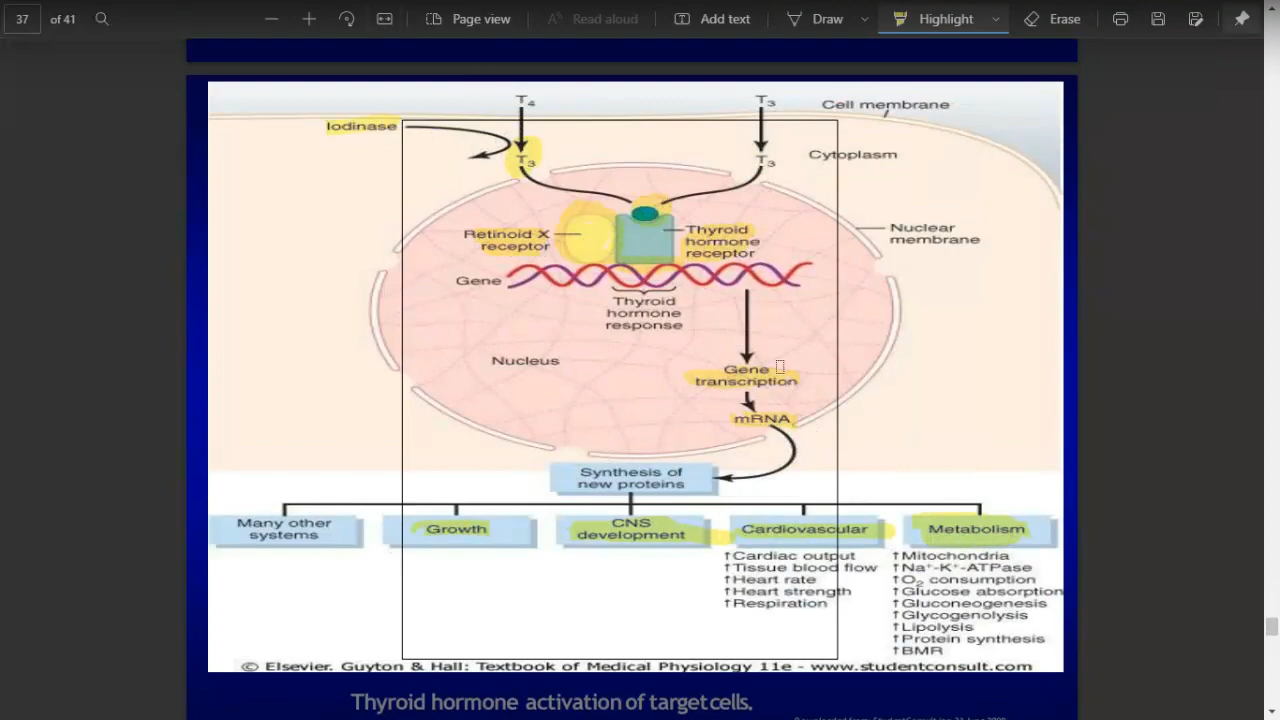 37 of 41
Page view
Read aloud
Add text
Draw
Highlight
Erase
T4
T3
Cell membrane
Iodinase
Cytoplasm
T3
T3
Retinoid X
receptor
Thyroid
hormone
receptor
Nuclear
membrane
Gene
Thyroid
hormone
response
Nucleus
Gene
transcription
mRNA
Synthesis of
new proteins
Many other
systems
Growth
CNS
development
Cardiovascular
Metabolism
↑Cardiac output
↑Tissue blood flow
↑Heart rate
↑Heart strength
↑Respiration
↑Mitochondria
↑Na+-K+-ATPase
↑O2 consumption
↑Glucose absorption
↑Gluconeogenesis
↑Glycogenolysis
↑Lipolysis
↑Protein synthesis
↑BMR
© Elsevier. Guyton & Hall: Textbook of Medical Physiology 11e - www.studentconsult.com
Thyroid hormone activation of target cells.